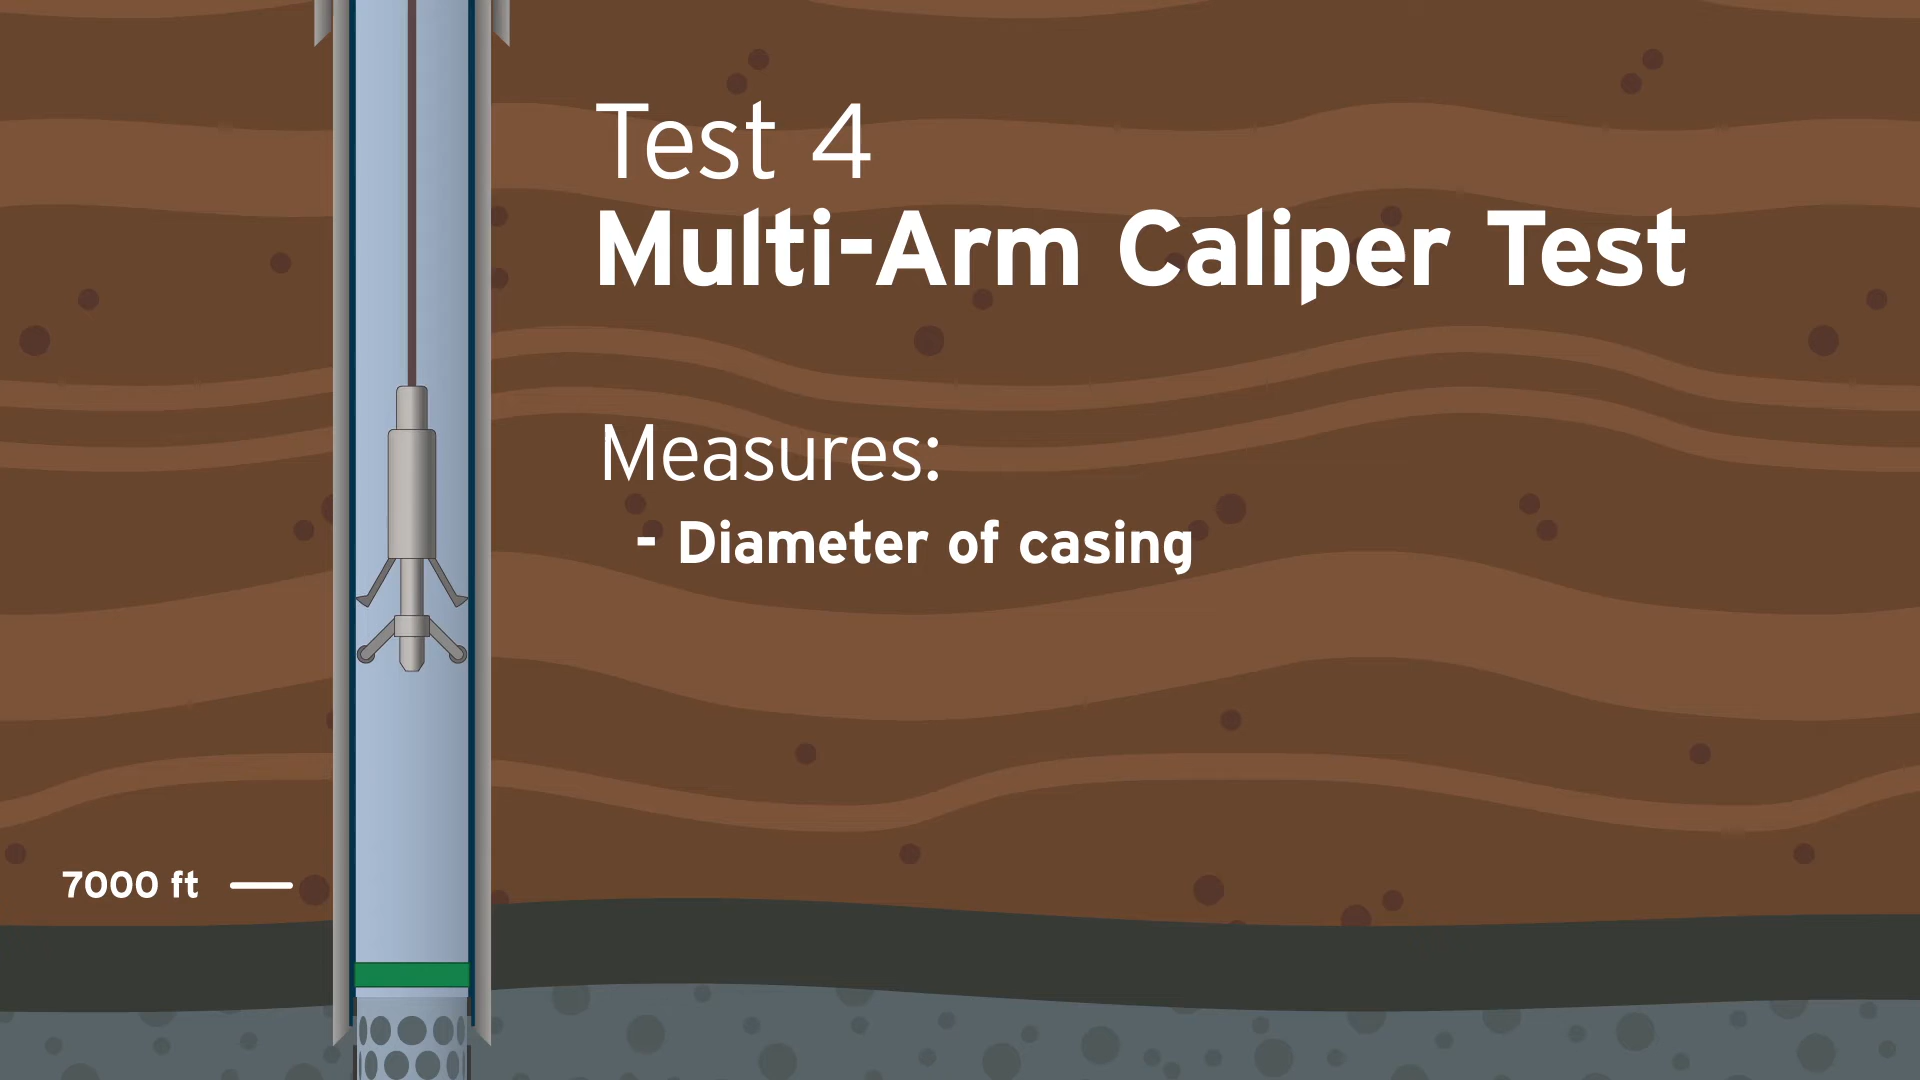 Test 4
Multi-Arm Caliper Test
Measures:
- Diameter of casing
7000 ft